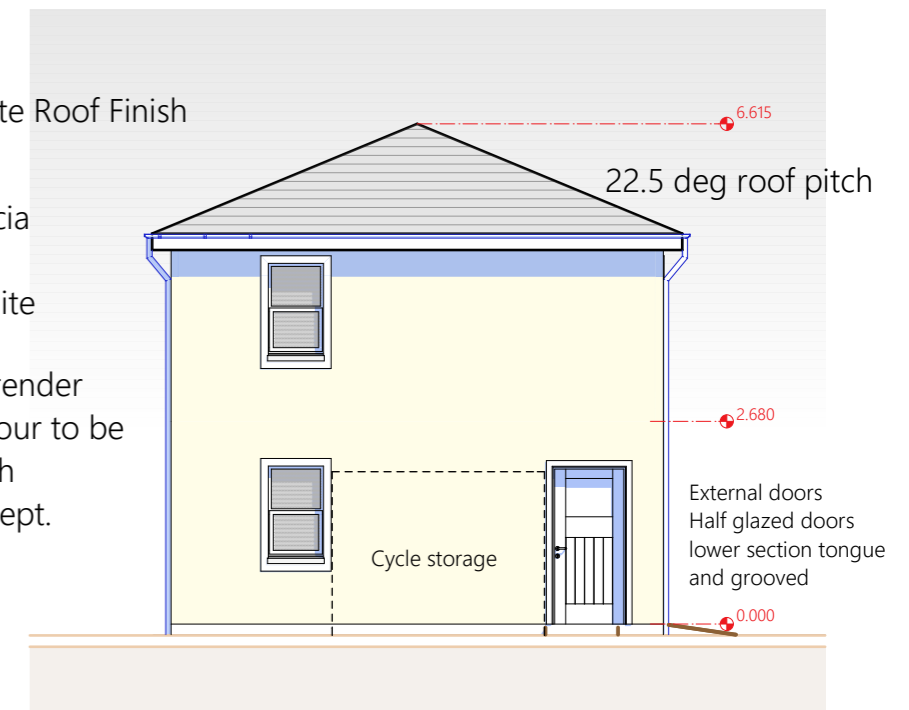 te Roof Finish
6.615
22.5 deg roof pitch
cia
ite
render
our to be
h
ept.
2.680
External doors
Half glazed doors
lower section tongue
and grooved
Cycle storage
0.000